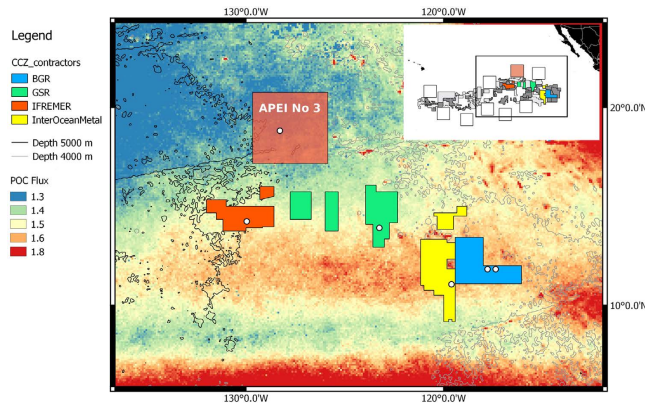 Legend
CCZ_contractors
BGR
GSR
IFREMER
InterOceanMetal
Depth 5000 m
Depth 4000 m
POC Flux
1.3
1.4
1.5
1.6
1.8
130°0.0'W
120°0.0'W
APEI No 3
20°0.0'N
10°0.0'N
130°0.0'W
120°0.0'W